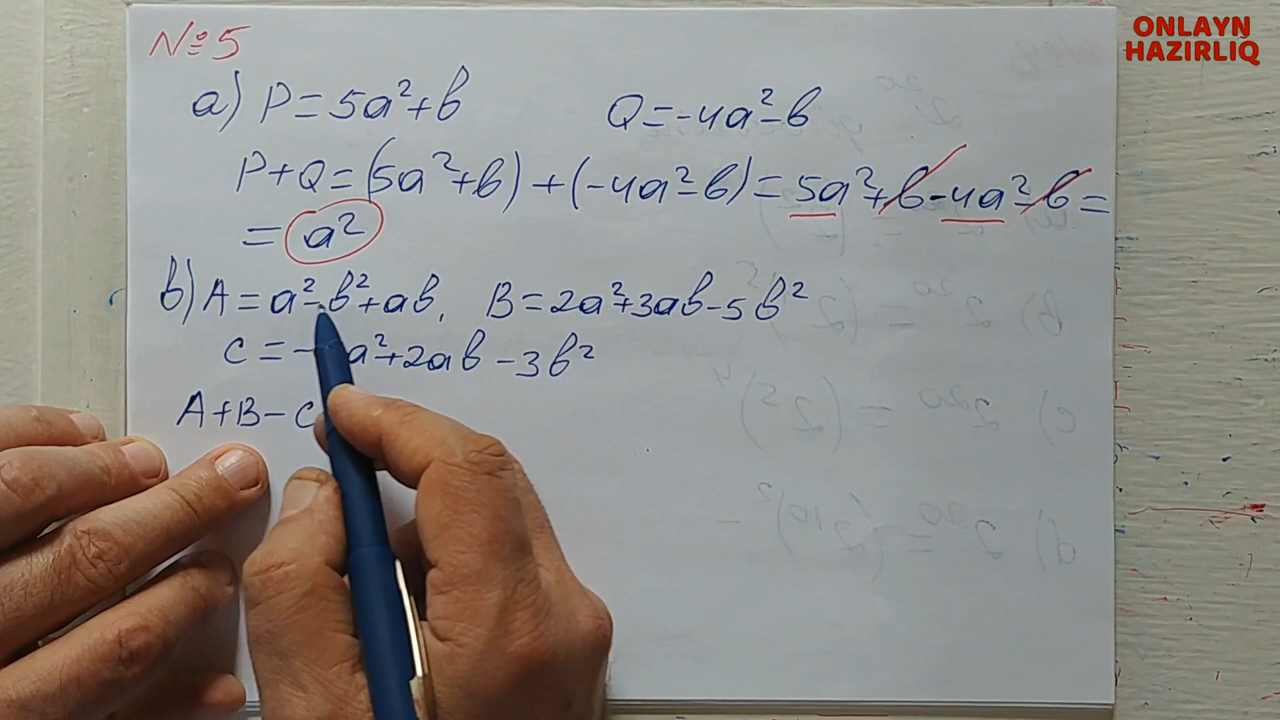 ONLAYN
HAZIRLIQ
№5
a) P=5a²+b Q=-4a²-b
P+Q=(5a²+b)+(-4a²-b)=5a²+b-4a²-b=
=a²
b) A=a²-b²+ab, B=2a²+3ab-5b²
C=- a²+2ab-3b²
A+B-C